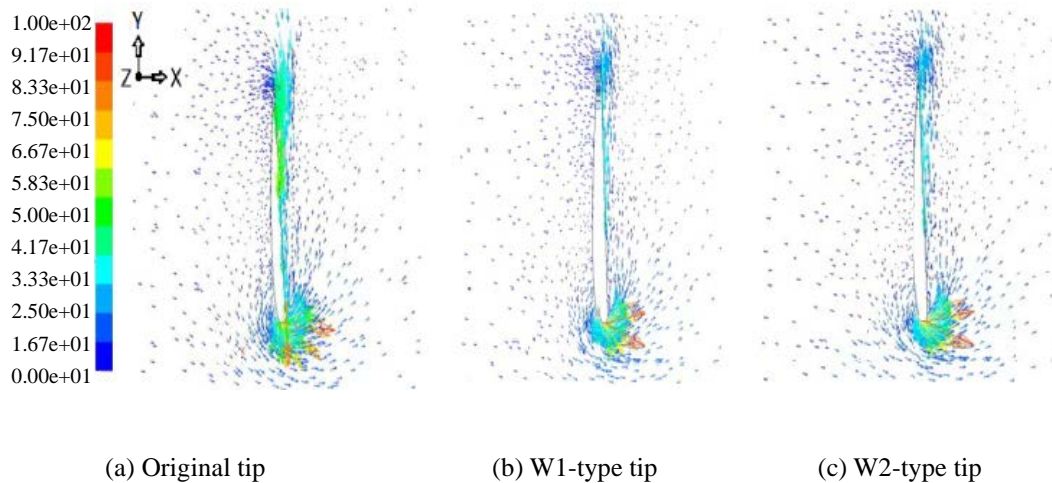 1.00e+02
9.17e+01
8.33e+01
7.50e+01
6.67e+01
5.83e+01
5.00e+01
4.17e+01
3.33e+01
2.50e+01
1.67e+01
0.00e+01
Y
Z X
(a) Original tip (b) W1-type tip (c) W2-type tip